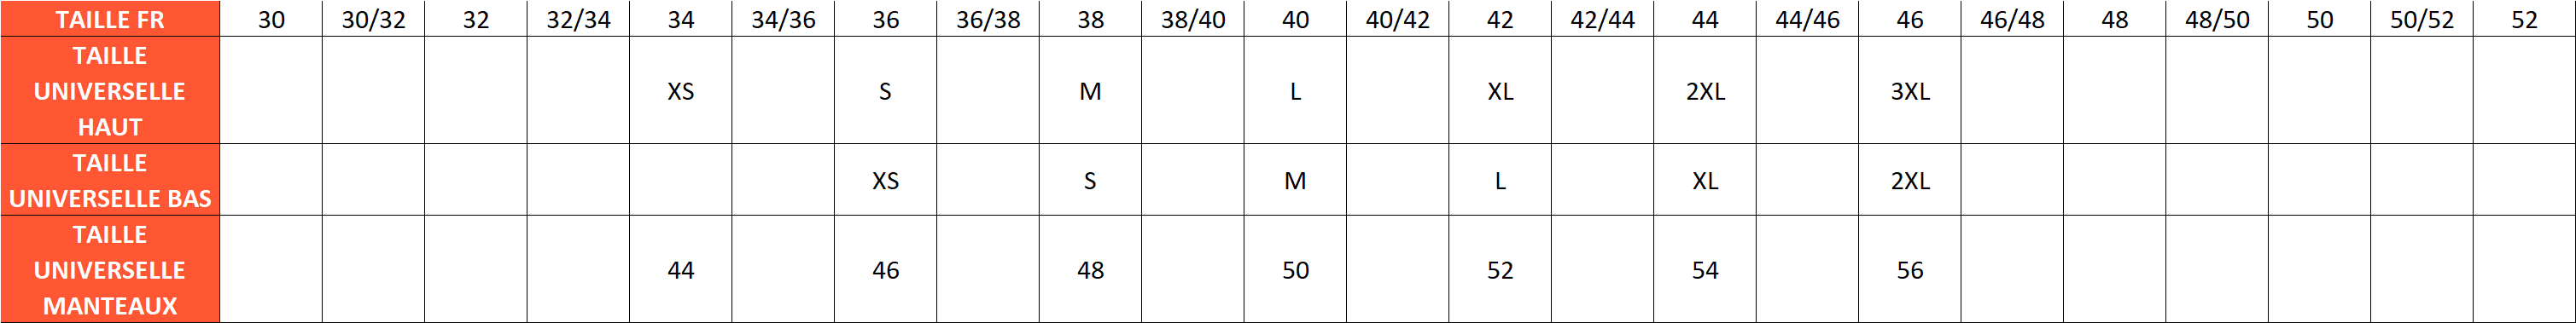 TAILLE FR 30 30/32 32 32/34 34 34/36 36 36/38 38 38/40 40 40/42 42 42/44 44 44/46 46 46/48 48 48/50 50 50/52 52
TAILLE
UNIVERSELLE
HAUT
XS S M L XL 2XL 3XL
TAILLE
UNIVERSELLE BAS
XS S M L XL 2XL
TAILLE
UNIVERSELLE
MANTEAUX
44 46 48 50 52 54 56